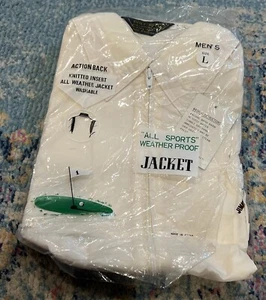 MEN'S
L
ACTION BACK
KNITTED INSERT
ALL WEATHER JACKET
WASHABLE
"ALL SPORTS"
WEATHER PROOF
JACKET